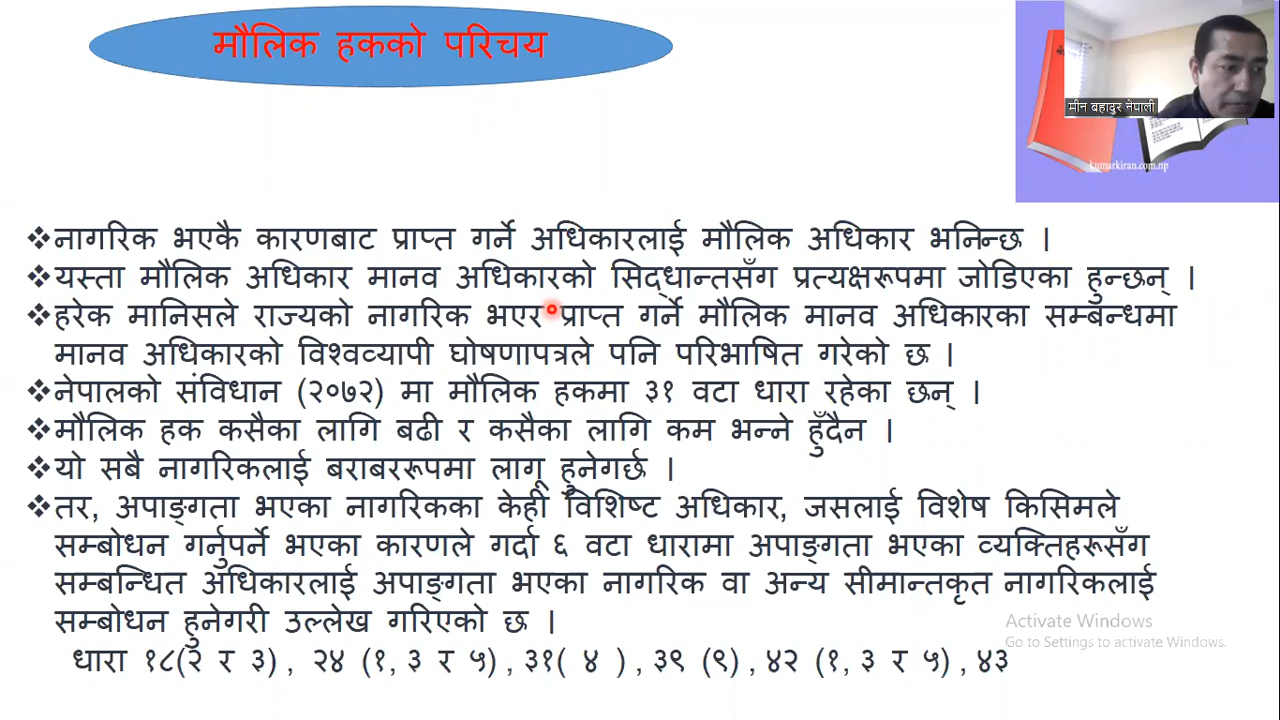 मौलिक हकको परिचय
मीन बहादुर नेपाली
kumarkiran.com.np
❖नागरिक भएकै कारणबाट प्राप्त गर्ने अधिकारलाई मौलिक अधिकार भनिन्छ ।
❖यस्ता मौलिक अधिकार मानव अधिकारको सिद्धान्तसँग प्रत्यक्षरूपमा जोडिएका हुन्छन् ।
❖हरेक मानिसले राज्यको नागरिक भएर प्राप्त गर्ने मौलिक मानव अधिकारका सम्बन्धमा
मानव अधिकारको विश्वव्यापी घोषणापत्रले पनि परिभाषित गरेको छ ।
❖नेपालको संविधान (२०७२) मा मौलिक हकमा ३१ वटा धारा रहेका छन् ।
❖मौलिक हक कसैका लागि बढी र कसैका लागि कम भन्ने हुँदैन ।
❖यो सबै नागरिकलाई बराबररूपमा लागू हुनेगर्छ ।
❖तर, अपाङ्गता भएका नागरिकका केही विशिष्ट अधिकार, जसलाई विशेष किसिमले
सम्बोधन गर्नुपर्ने भएका कारणले गर्दा ६ वटा धारामा अपाङ्गता भएका व्यक्तिहरूसँग
सम्बन्धित अधिकारलाई अपाङ्गता भएका नागरिक वा अन्य सीमान्तकृत नागरिकलाई
सम्बोधन हुनेगरी उल्लेख गरिएको छ ।
धारा १८(२ र ३) , २४ (१, ३ र ५) , ३१( ४ ) , ३९ (९) , ४२ (१, ३ र ५) , ४३
Activate Windows
Go to Settings to activate Windows.